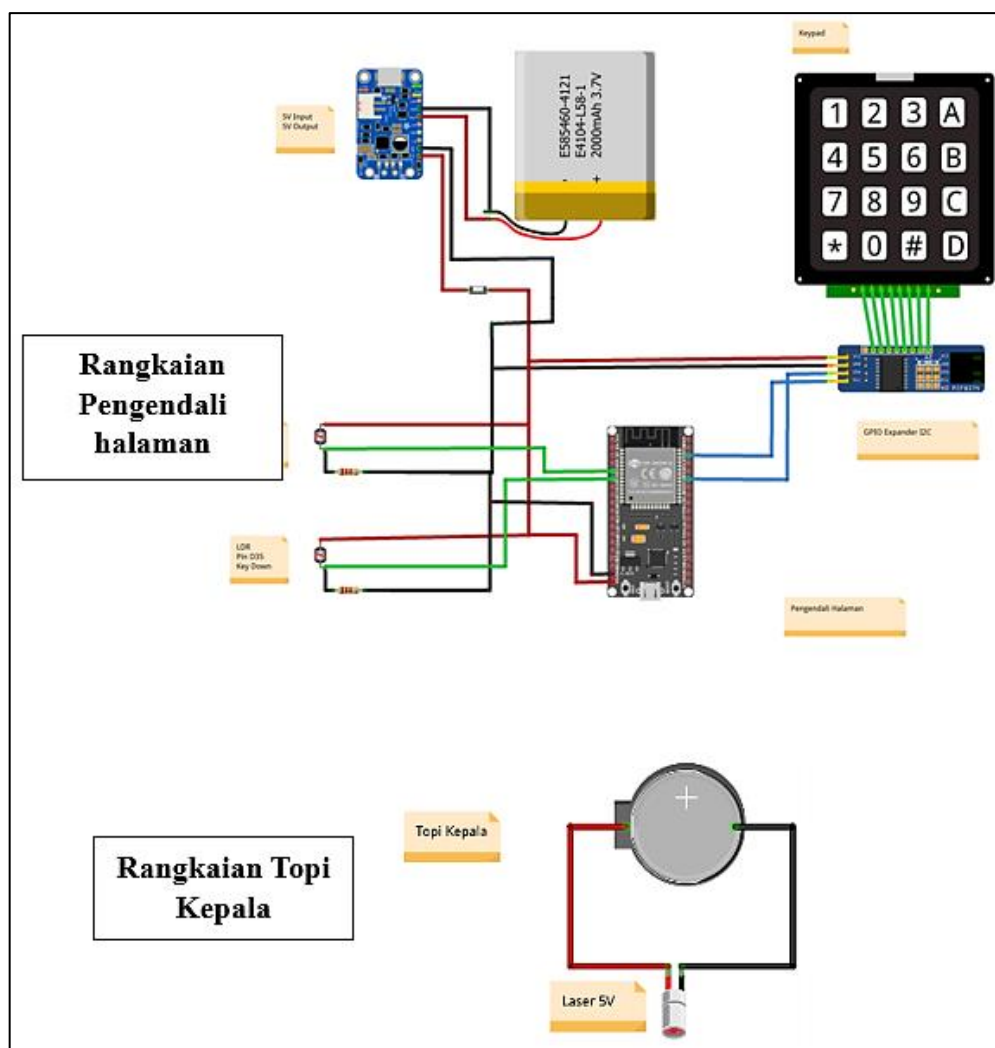 Keypad
5V Input
5V Output
E585460-4121
E4104-L58-1
2000mAh 3.7V
- +
1 2 3 A
4 5 6 B
7 8 9 C
* 0 # D
Rangkaian
Pengendali
halaman
GPIO Expander I2C
LDR
Pin D35
Key Down
Pengendali Halaman
Topi Kepala
Rangkaian Topi
Kepala
Laser 5V